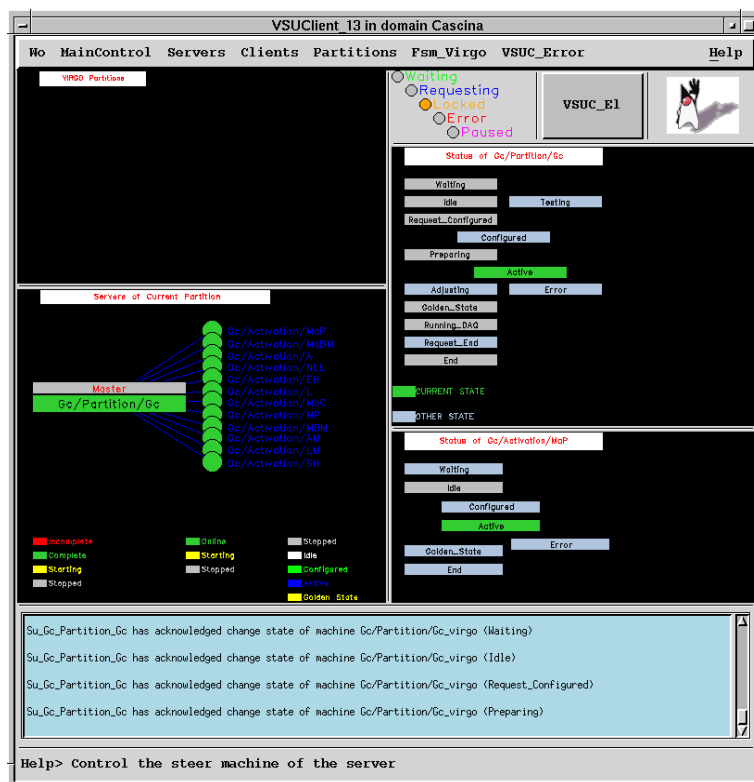 VSUClient_13 in domain Cascina
Wo MainControl Servers Clients Partitions Fsm_Virgo VSUC_Error Help
VIRGO Partitions
Waiting
Requesting
Locked
Error
Paused
VSUC_El
Status of Gc/Partition/Gc
Waiting
Idle Testing
Request_Configured
Configured
Preparing
Active
Adjusting Error
Golden_State
Running_DAQ
Request_End
End
CURRENT STATE
OTHER STATE
Servers of Current Partition
Master
Gc/Partition/Gc
Gc/Activation/MaP
Gc/Activation/MaBM
Gc/Activation/A
Gc/Activation/NLL
Gc/Activation/EM
Gc/Activation/L
Gc/Activation/MaC
Gc/Activation/MP
Gc/Activation/MBM
Gc/Activation/AM
Gc/Activation/LM
Gc/Activation/SM
Incomplete Online Stopped
Complete Starting Idle
Starting Stopped Configured
Stopped Active
Golden State
Status of Gc/Activation/MaP
Waiting
Idle
Configured
Active
Error
Golden_State
End
Su_Gc_Partition_Gc has acknowledged change state of machine Gc/Partition/Gc_virgo (Waiting)
Su_Gc_Partition_Gc has acknowledged change state of machine Gc/Partition/Gc_virgo (Idle)
Su_Gc_Partition_Gc has acknowledged change state of machine Gc/Partition/Gc_virgo (Request_Configured)
Su_Gc_Partition_Gc has acknowledged change state of machine Gc/Partition/Gc_virgo (Preparing)
Help> Control the steer machine of the server